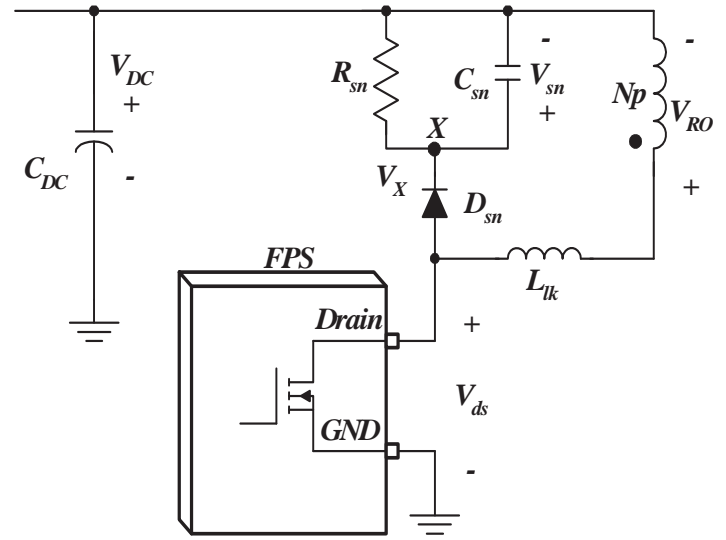 V_DC
+
C_DC
-
R_sn
C_sn
-
V_sn
+
Np
-
V_RO
+
X
V_X
D_sn
L_lk
FPS
Drain
GND
+
V_ds
-